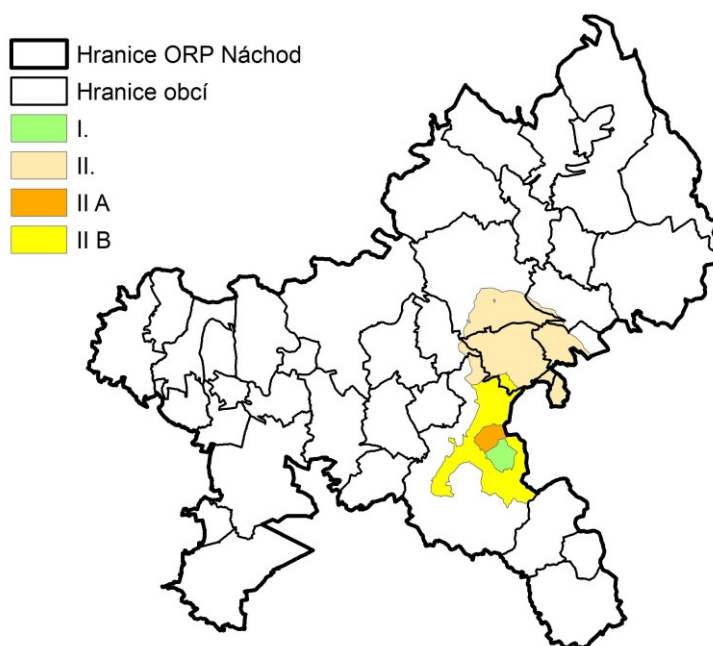 Hranice ORP Náchod
Hranice obcí
I.
II.
II A
II B